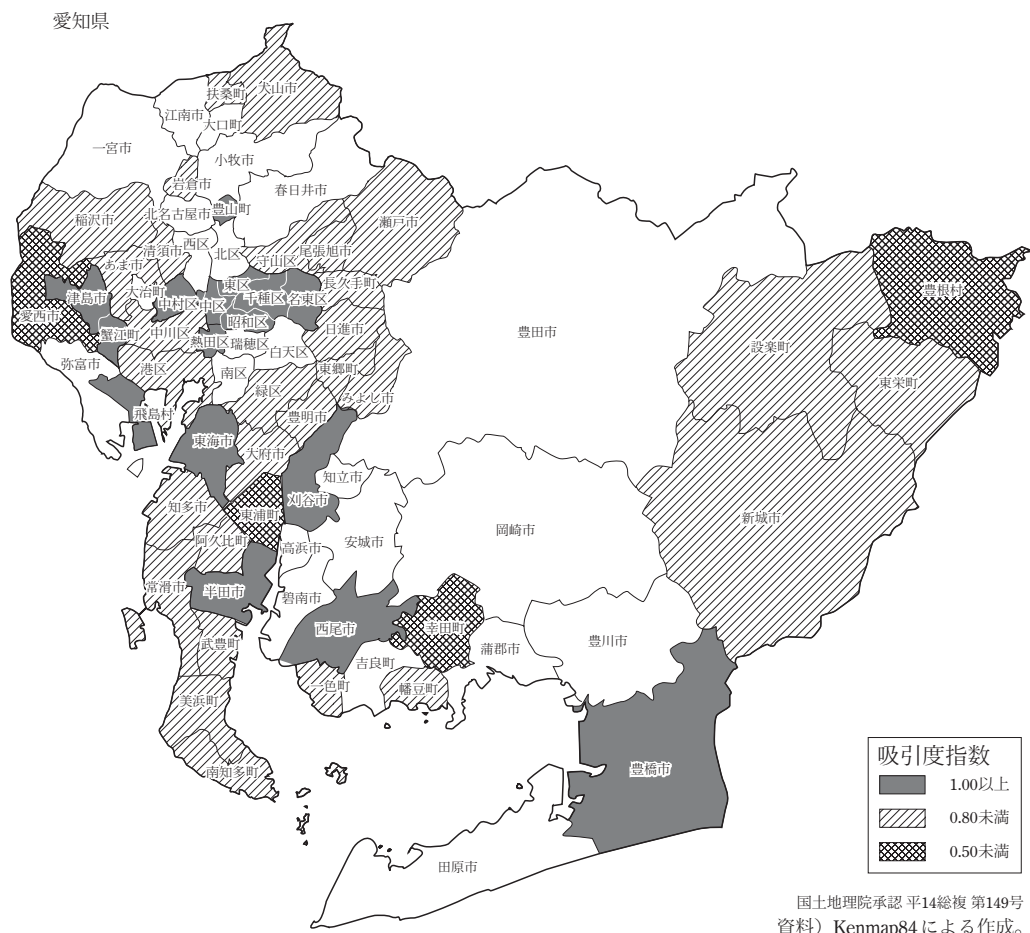 愛知県
犬山市
扶桑町
江南市
大口町
一宮市
小牧市
岩倉市
春日井市
稲沢市
北名古屋市
豊山町
瀬戸市
清須市
西区
北区
守山区
尾張旭市
あま市
東区
長久手町
大治町
中村区
中区
千種区
名東区
津島市
愛西市
蟹江町
中川区
昭和区
熱田区
瑞穂区
日進市
白天区
弥富市
港区
南区
東郷町
緑区
みよし市
飛島村
豊明市
東海市
大府市
豊田市
豊根村
設楽町
東栄町
知立市
刈谷市
知多市
東浦町
新城市
岡崎市
阿久比町
高浜市
安城市
常滑市
半田市
碧南市
西尾市
幸田町
武豊町
豊川市
蒲郡市
吉良町
一色町
幡豆町
美浜町
南知多町
豊橋市
田原市
吸引度指数
1.00以上
0.80未満
0.50未満
国土地理院承認 平14総複 第149号
資料）Kenmap84による作成。